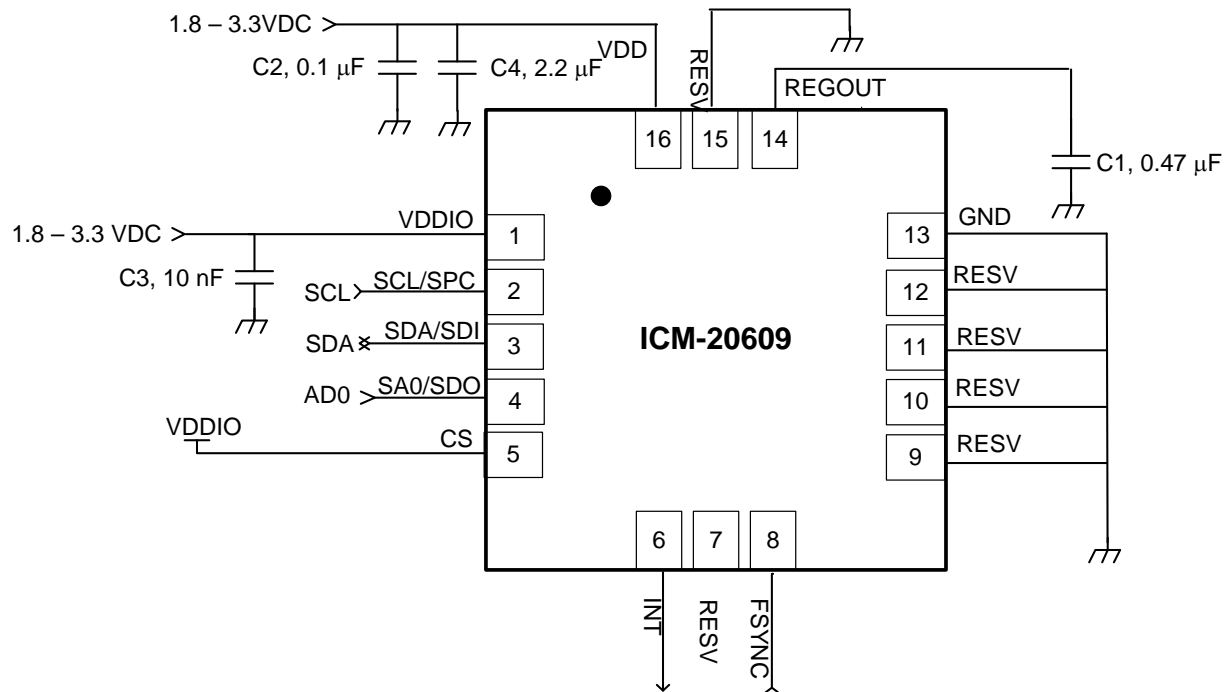 1.8 – 3.3VDC
VDD
RESV
C2, 0.1 μF
C4, 2.2 μF
REGOUT
16
15
14
C1, 0.47 μF
VDDIO
1.8 – 3.3 VDC
1
13
GND
C3, 10 nF
SCL
SCL/SPC
2
12
RESV
SDA
SDA/SDI
3
ICM-20609
11
RESV
AD0
SA0/SDO
4
10
RESV
VDDIO
CS
5
9
RESV
6
7
8
INT
RESV
FSYNC